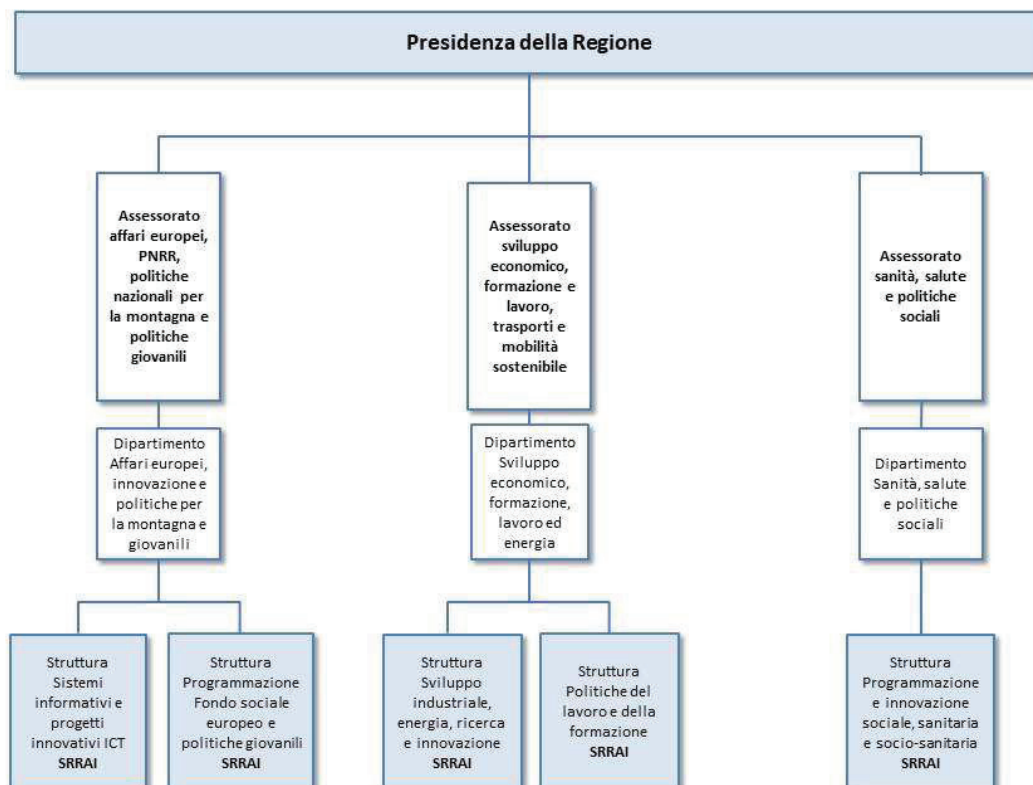 Presidenza della Regione
Assessorato
affari europei,
PNRR,
politiche
nazionali per
la montagna e
politiche
giovanili
Assessorato
sviluppo
economico,
formazione e
lavoro,
trasporti e
mobilità
sostenibile
Assessorato
sanità, salute
e politiche
sociali
Dipartimento
Affari europei,
innovazione e
politiche per
la montagna e
giovanili
Dipartimento
Sviluppo
economico,
formazione,
lavoro ed
energia
Dipartimento
Sanità, salute
e politiche
sociali
Struttura
Sistemi
informativi e
progetti
innovativi ICT
SRRAI
Struttura
Programmazione
Fondo sociale
europeo e
politiche giovanili
SRRAI
Struttura
Sviluppo
industriale,
energia, ricerca
e innovazione
SRRAI
Struttura
Politiche del
lavoro e della
formazione
SRRAI
Struttura
Programmazione
e innovazione
sociale, sanitaria
e socio-sanitaria
SRRAI